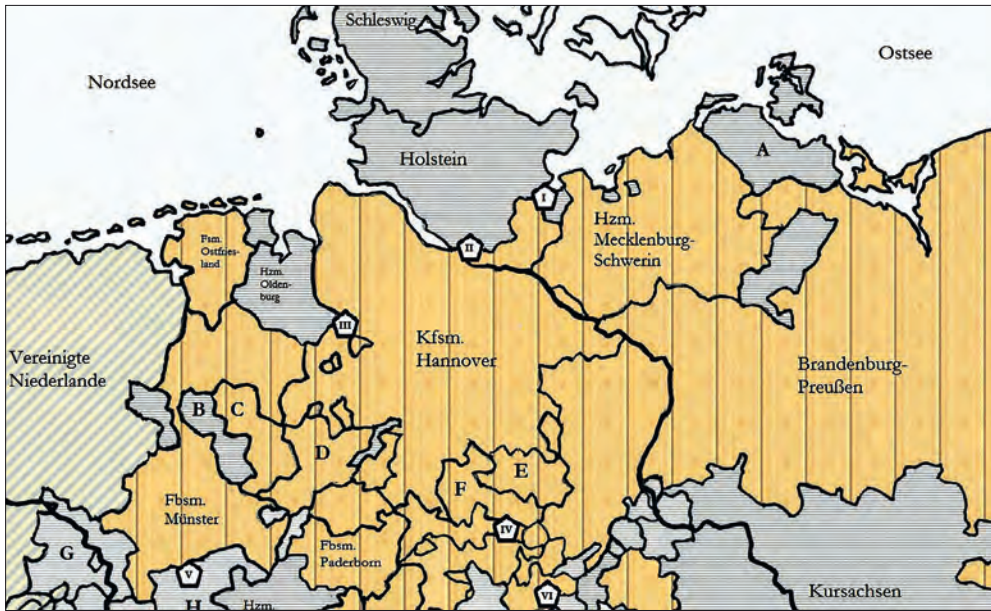 Schleswig
Ostsee
Nordsee
A
Holstein
I
Hzm.
Mecklenburg-
Schwerin
II
Fsm.
Ostfries-
land
Hzm.
Olden-
burg
III
Kfsm.
Hannover
Vereinigte
Niederlande
Brandenburg-
Preußen
B
C
D
E
F
Fbsm.
Münster
IV
Fbsm.
Paderborn
G
V
H
Hzm.
VI
Kursachsen